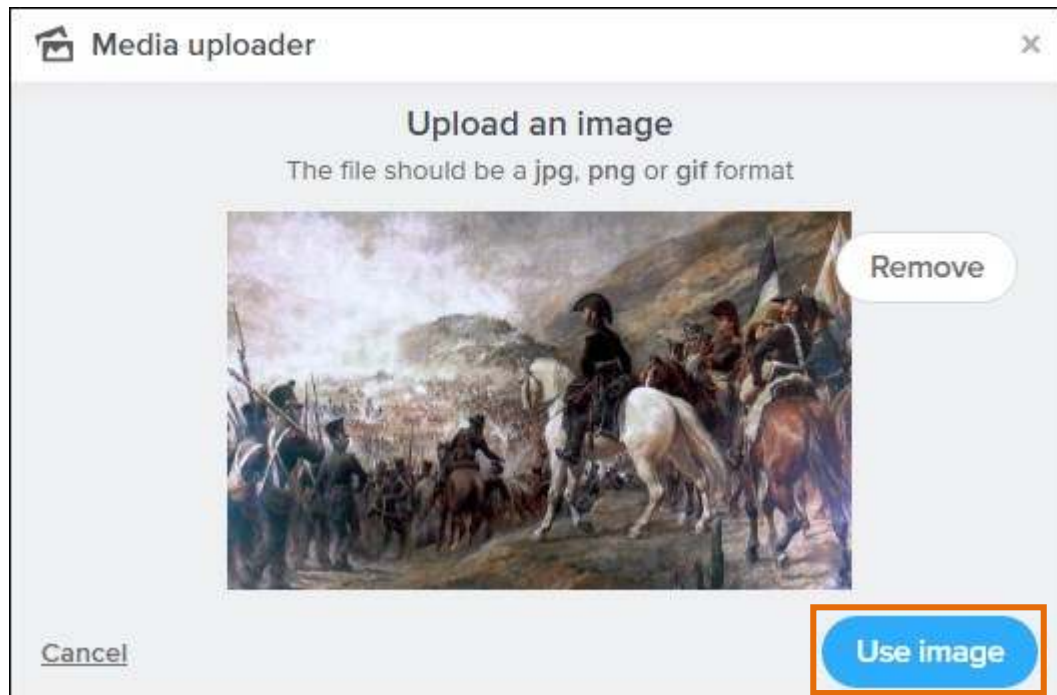 Media uploader
Upload an image
The file should be a jpg, png or gif format
Remove
Cancel
Use image